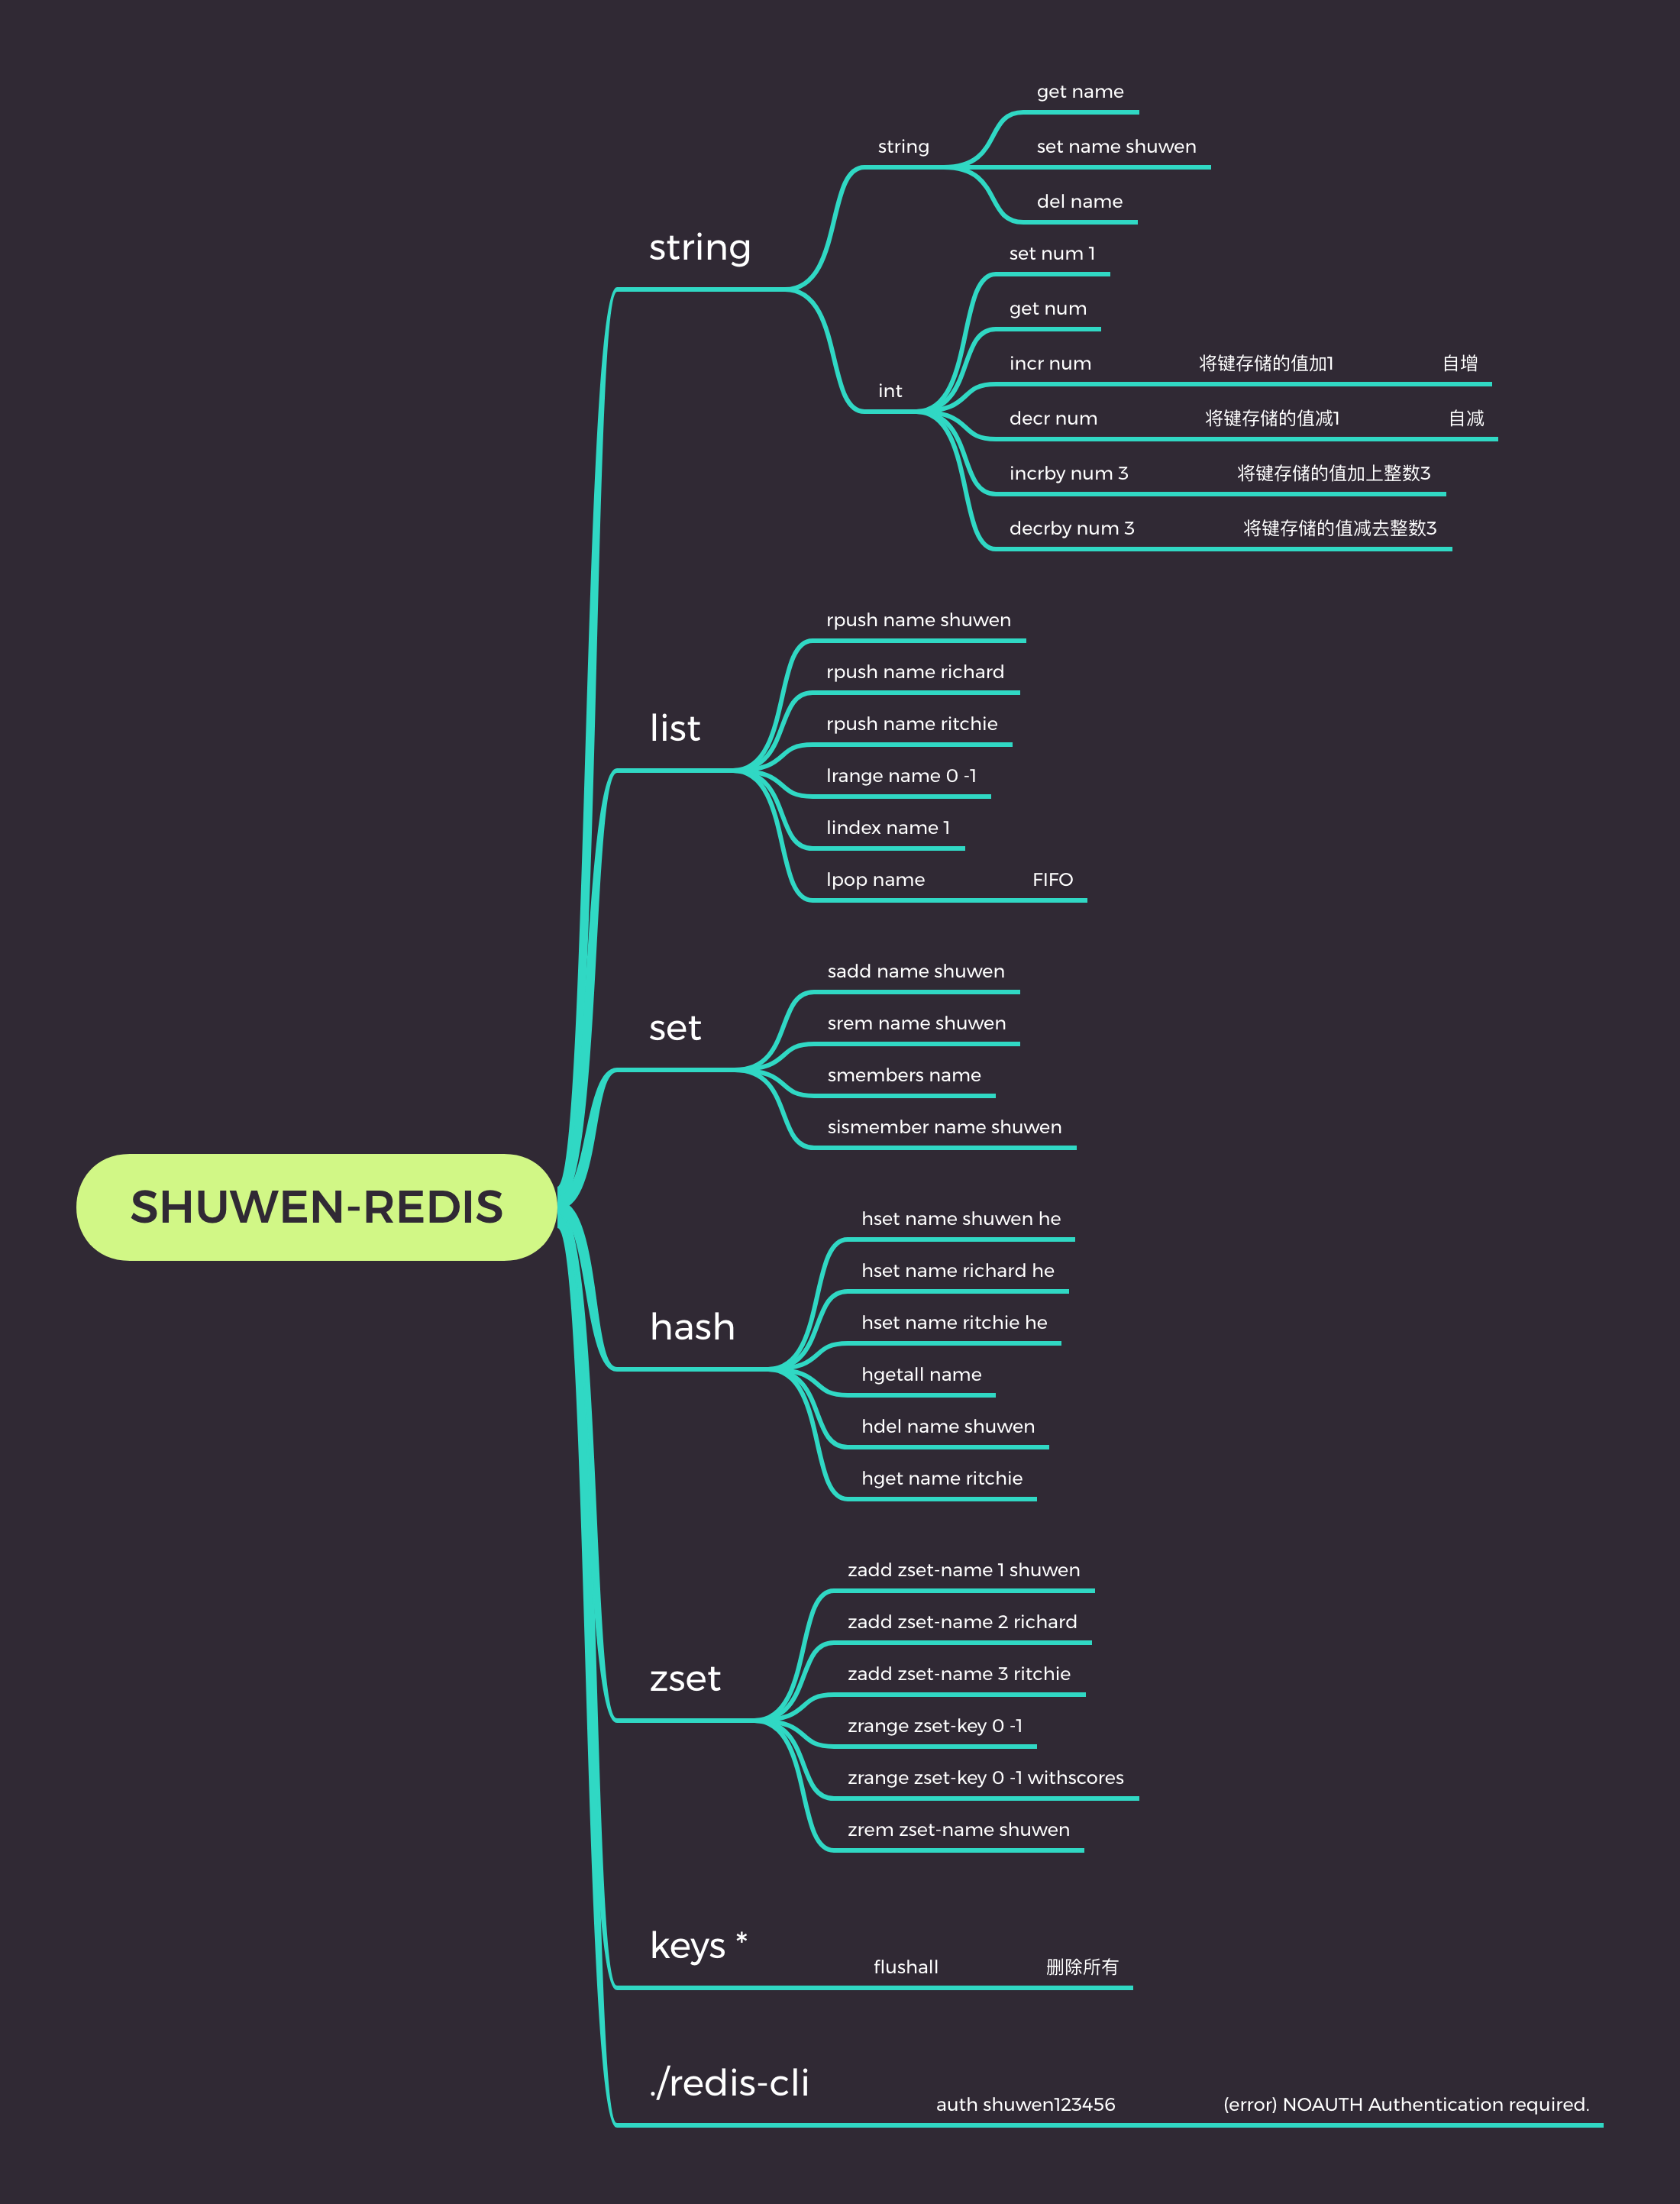 SHUWEN-REDIS
string
string
get name
set name shuwen
del name
int
set num 1
get num
incr num 将键存储的值加1 自增
decr num 将键存储的值减1 自减
incrby num 3 将键存储的值加上整数3
decrby num 3 将键存储的值减去整数3
list
rpush name shuwen
rpush name richard
rpush name ritchie
lrange name 0 -1
lindex name 1
lpop name FIFO
set
sadd name shuwen
srem name shuwen
smembers name
sismember name shuwen
hash
hset name shuwen he
hset name richard he
hset name ritchie he
hgetall name
hdel name shuwen
hget name ritchie
zset
zadd zset-name 1 shuwen
zadd zset-name 2 richard
zadd zset-name 3 ritchie
zrange zset-key 0 -1
zrange zset-key 0 -1 withscores
zrem zset-name shuwen
keys *
flushall 删除所有
./redis-cli
auth shuwen123456 (error) NOAUTH Authentication required.